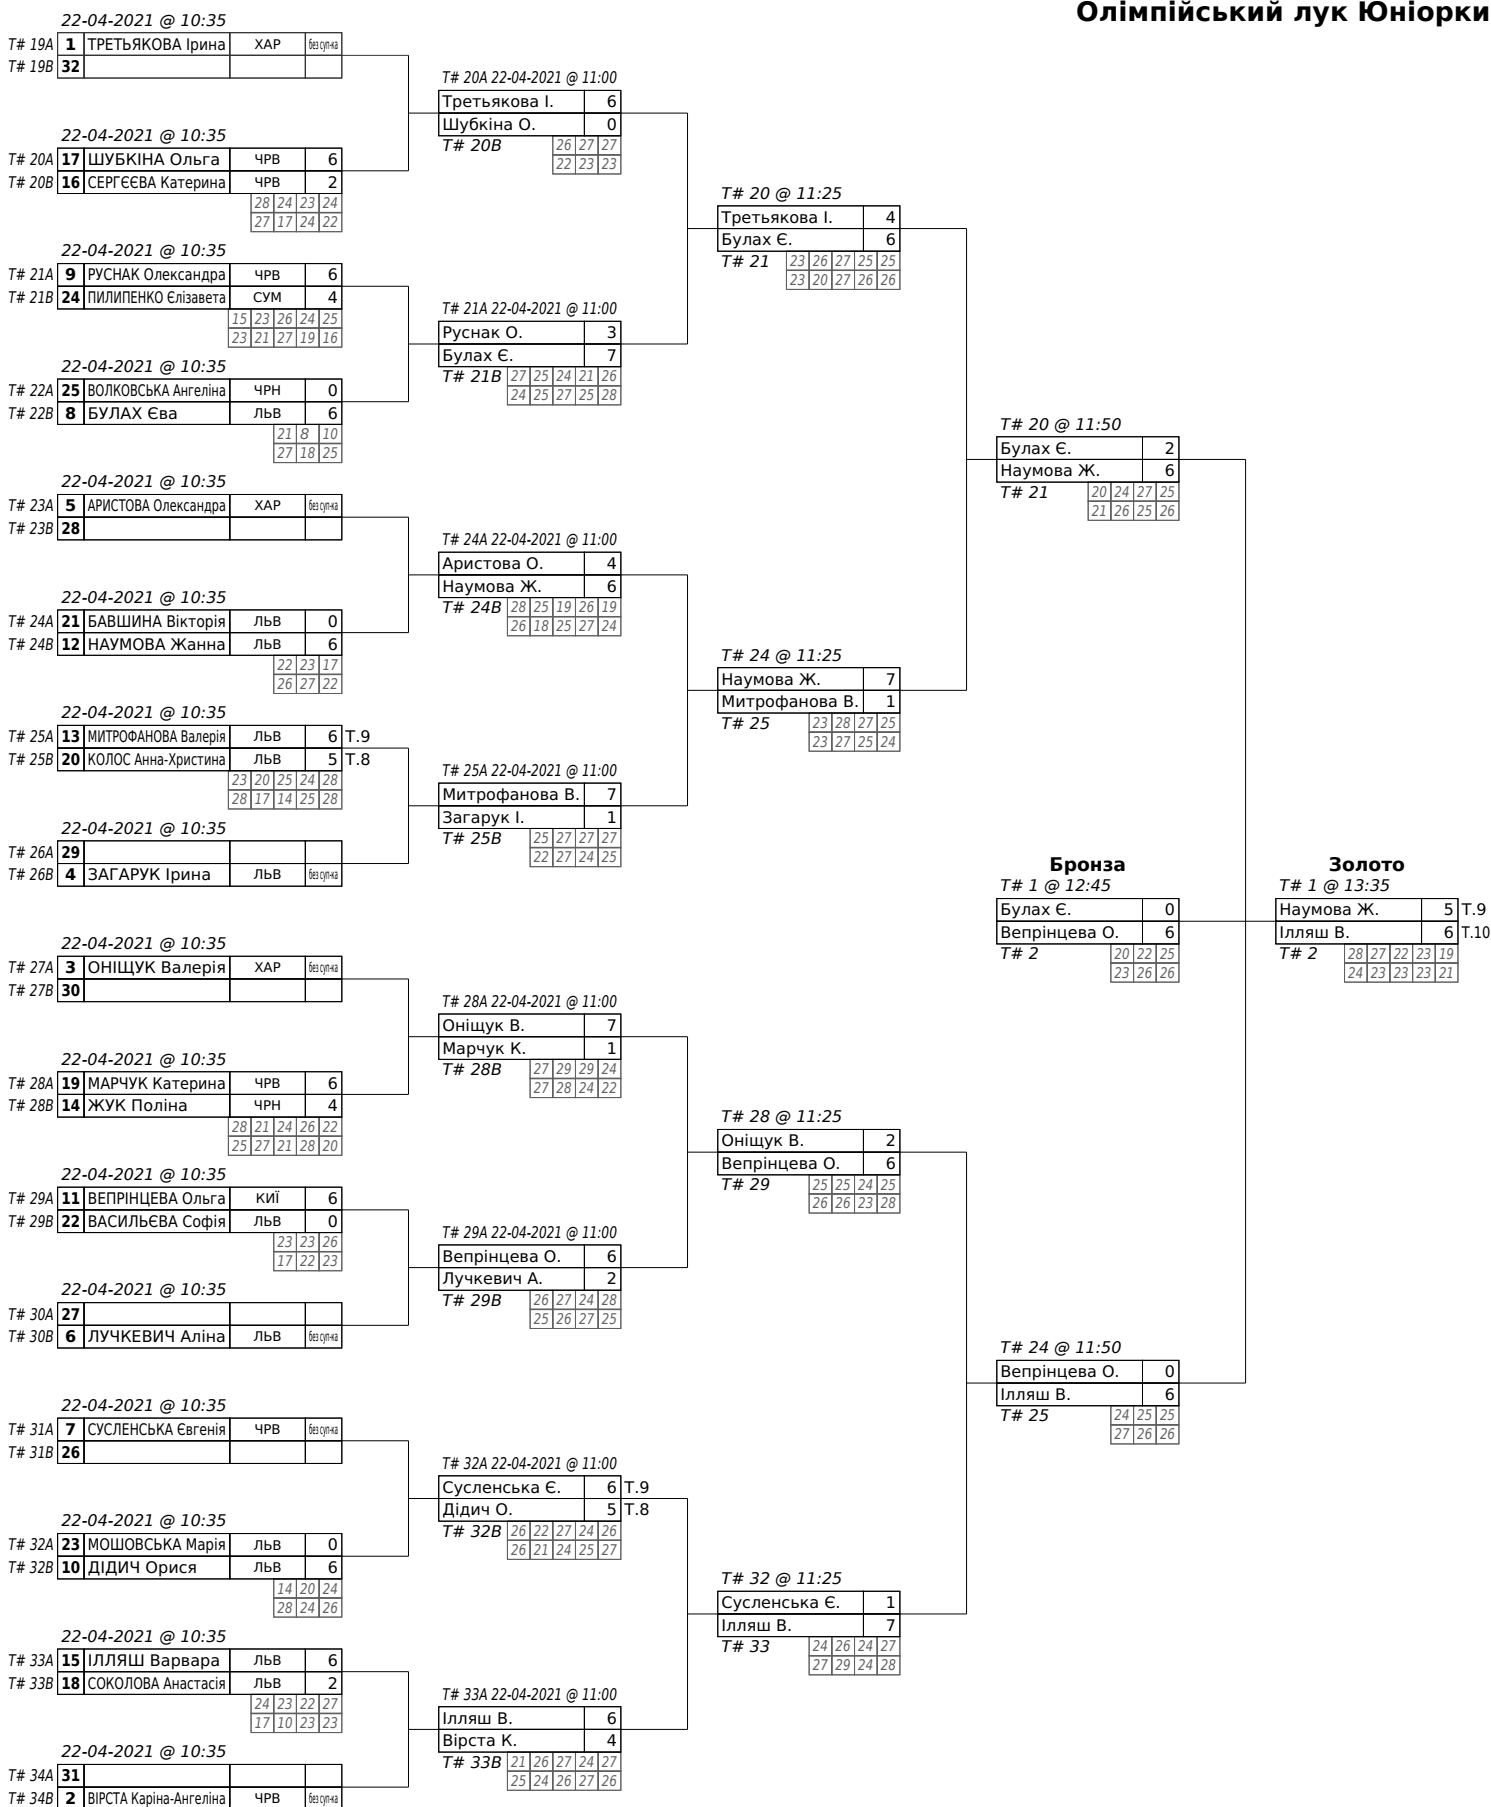 Олімпійський лук Юніорки
22-04-2021 @ 10:35
T# 19A 1 ТРЕТЬЯКОВА Ірина ХАР без суп-ка
T# 19B 32
22-04-2021 @ 10:35
T# 20A 17 ШУБКІНА Ольга ЧРВ 6
T# 20B 16 СЕРГЄЄВА Катерина ЧРВ 2
28 24 23 24
27 17 24 22
22-04-2021 @ 10:35
T# 21A 9 РУСНАК Олександра ЧРВ 6
T# 21B 24 ПИЛИПЕНКО Єлізавета СУМ 4
15 23 26 24 25
23 21 27 19 16
22-04-2021 @ 10:35
T# 22A 25 ВОЛКОВСЬКА Ангеліна ЧРН 0
T# 22B 8 БУЛАХ Єва ЛЬВ 6
21 8 10
27 18 25
22-04-2021 @ 10:35
T# 23A 5 АРИСТОВА Олександра ХАР без суп-ка
T# 23B 28
22-04-2021 @ 10:35
T# 24A 21 БАВШИНА Вікторія ЛЬВ 0
T# 24B 12 НАУМОВА Жанна ЛЬВ 6
22 23 17
26 27 22
22-04-2021 @ 10:35
T# 25A 13 МИТРОФАНОВА Валерія ЛЬВ 6 T.9
T# 25B 20 КОЛОС Анна-Христина ЛЬВ 5 T.8
23 20 25 24 28
28 17 14 25 28
22-04-2021 @ 10:35
T# 26A 29
T# 26B 4 ЗАГАРУК Ірина ЛЬВ без суп-ка
22-04-2021 @ 10:35
T# 27A 3 ОНІЩУК Валерія ХАР без суп-ка
T# 27B 30
22-04-2021 @ 10:35
T# 28A 19 МАРЧУК Катерина ЧРВ 6
T# 28B 14 ЖУК Поліна ЧРН 4
28 21 24 26 22
25 27 21 28 20
22-04-2021 @ 10:35
T# 29A 11 ВЕПРІНЦЕВА Ольга КИЇ 6
T# 29B 22 ВАСИЛЬЄВА Софія ЛЬВ 0
23 23 26
17 22 23
22-04-2021 @ 10:35
T# 30A 27
T# 30B 6 ЛУЧКЕВИЧ Аліна ЛЬВ без суп-ка
22-04-2021 @ 10:35
T# 31A 7 СУСЛЕНСЬКА Євгенія ЧРВ без суп-ка
T# 31B 26
22-04-2021 @ 10:35
T# 32A 23 МОШОВСЬКА Марія ЛЬВ 0
T# 32B 10 ДІДИЧ Орися ЛЬВ 6
14 20 24
28 24 26
22-04-2021 @ 10:35
T# 33A 15 ІЛЛЯШ Варвара ЛЬВ 6
T# 33B 18 СОКОЛОВА Анастасія ЛЬВ 2
24 23 22 27
17 10 23 23
22-04-2021 @ 10:35
T# 34A 31
T# 34B 2 ВІРСТА Каріна-Ангеліна ЧРВ без суп-ка
T# 20A 22-04-2021 @ 11:00
Третьякова І. 6
Шубкіна О. 0
T# 20B 26 27 27
22 23 23
T# 21A 22-04-2021 @ 11:00
Руснак О. 3
Булах Є. 7
T# 21B 27 25 24 21 26
24 25 27 25 28
T# 24A 22-04-2021 @ 11:00
Аристова О. 4
Наумова Ж. 6
T# 24B 28 25 19 26 19
26 18 25 27 24
T# 25A 22-04-2021 @ 11:00
Митрофанова В. 7
Загарук І. 1
T# 25B 25 27 27 27
22 27 24 25
T# 28A 22-04-2021 @ 11:00
Оніщук В. 7
Марчук К. 1
T# 28B 27 29 29 24
27 28 24 22
T# 29A 22-04-2021 @ 11:00
Вепрінцева О. 6
Лучкевич А. 2
T# 29B 26 27 24 28
25 26 27 25
T# 32A 22-04-2021 @ 11:00
Сусленська Є. 6 T.9
Дідич О. 5 T.8
T# 32B 26 22 27 24 26
26 21 24 25 27
T# 33A 22-04-2021 @ 11:00
Ілляш В. 6
Вірста К. 4
T# 33B 21 26 27 24 27
25 24 26 27 26
T# 20 @ 11:25
Третьякова І. 4
Булах Є. 6
T# 21 23 26 27 25 25
23 20 27 26 26
T# 24 @ 11:25
Наумова Ж. 7
Митрофанова В. 1
T# 25 23 28 27 25
23 27 25 24
T# 28 @ 11:25
Оніщук В. 2
Вепрінцева О. 6
T# 29 25 25 24 25
26 26 23 28
T# 32 @ 11:25
Сусленська Є. 1
Ілляш В. 7
T# 33 24 26 24 27
27 29 24 28
T# 20 @ 11:50
Булах Є. 2
Наумова Ж. 6
T# 21 20 24 27 25
21 26 25 26
T# 24 @ 11:50
Вепрінцева О. 0
Ілляш В. 6
T# 25 24 25 25
27 26 26
Бронза
T# 1 @ 12:45
Булах Є. 0
Вепрінцева О. 6
T# 2 20 22 25
23 26 26
Золото
T# 1 @ 13:35
Наумова Ж. 5 T.9
Ілляш В. 6 T.10
T# 2 28 27 22 23 19
24 23 23 23 21